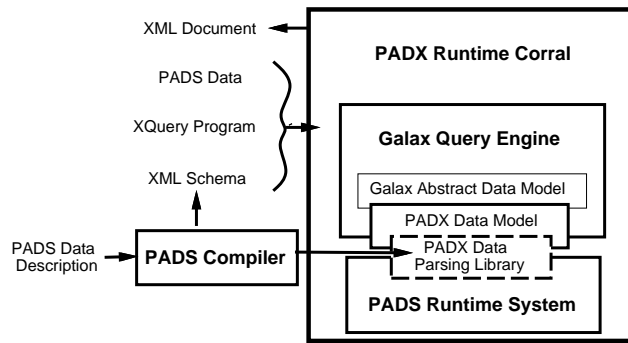 XML Document
PADX Runtime Corral
PADS Data
XQuery Program
Galax Query Engine
XML Schema
Galax Abstract Data Model
PADX Data Model
PADS Data
Description
PADS Compiler
PADX Data
Parsing Library
PADS Runtime System